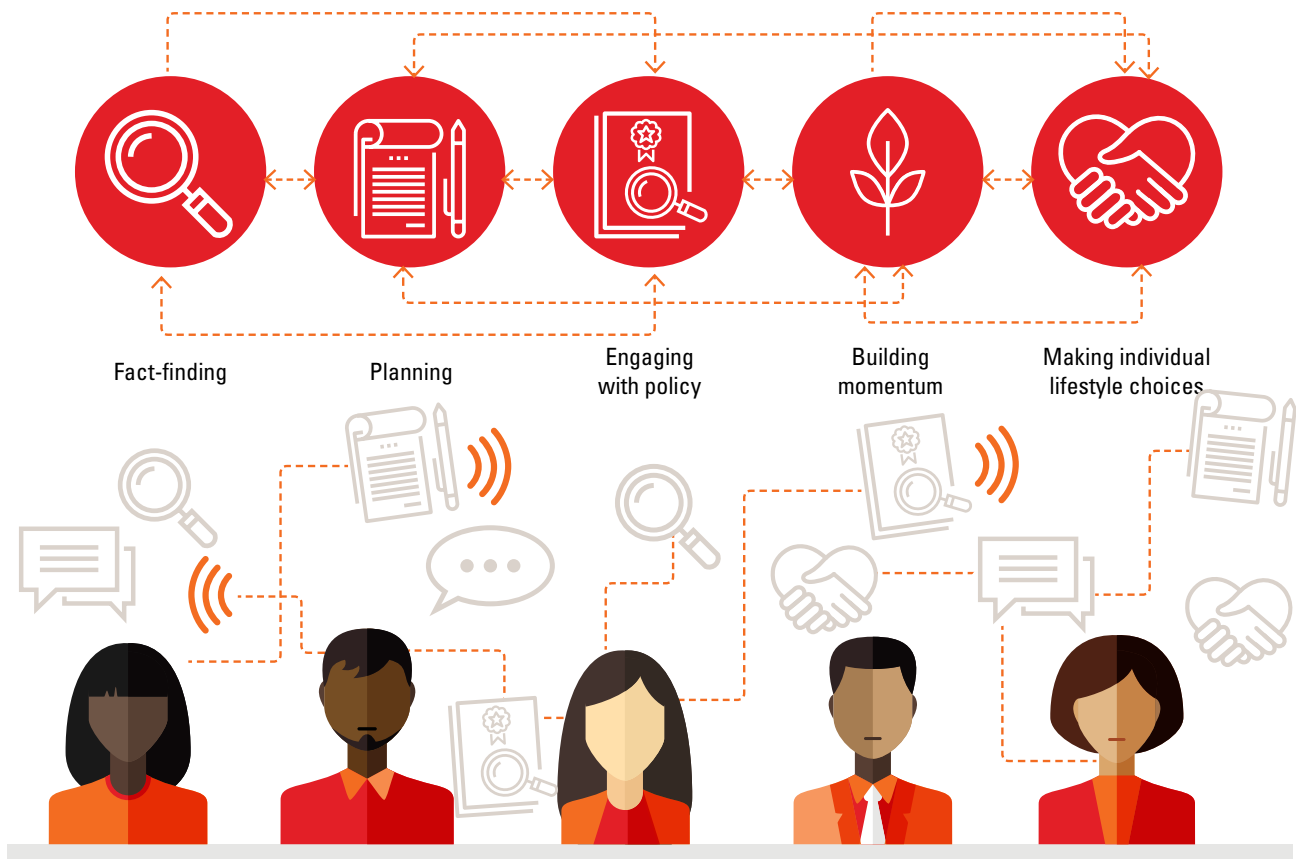 Fact-finding
Planning
Engaging
with policy
Building
momentum
Making individual
lifestyle choices